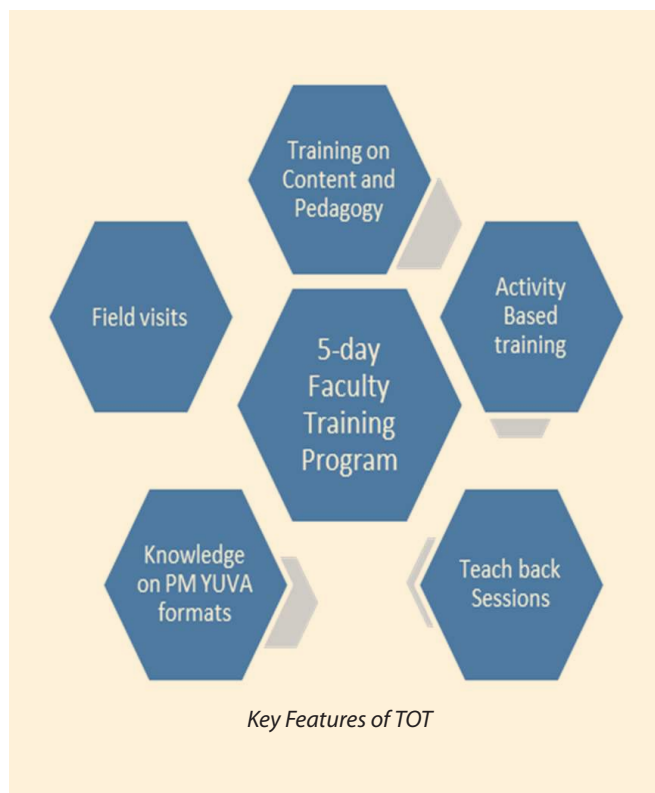 Training on
Content and
Pedagogy
Field visits
Activity
Based
training
5-day
Faculty
Training
Program
Knowledge
on PM YUVA
formats
Teach back
Sessions
Key Features of TOT